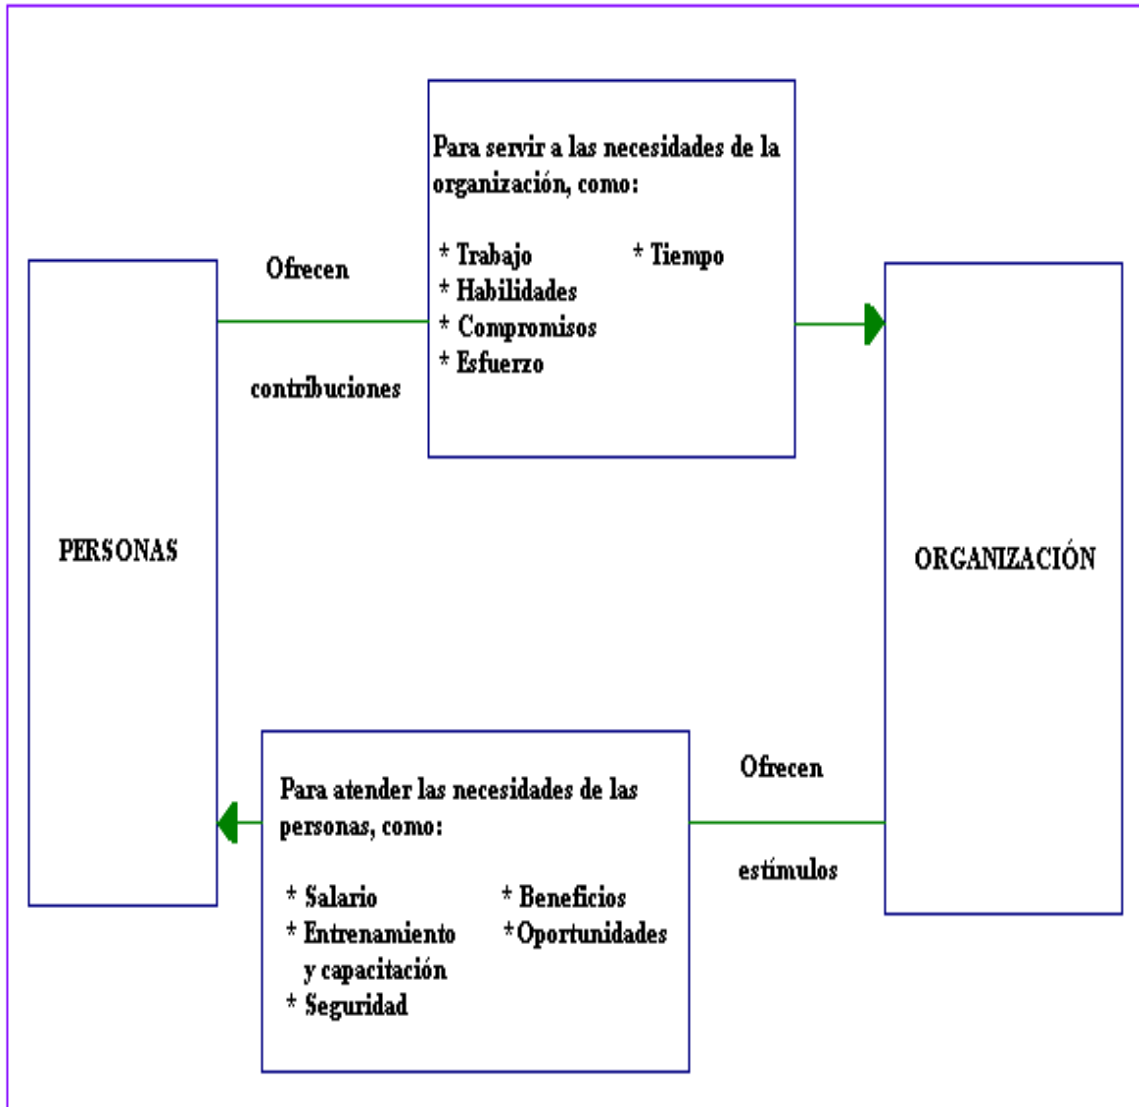 Para servir a las necesidades de la
organización, como:
* Trabajo * Tiempo
* Habilidades
* Compromisos
* Esfuerzo
Ofrecen
contribuciones
PERSONAS
ORGANIZACIÓN
Ofrecen
estímulos
Para atender las necesidades de las
personas, como:
* Salario * Beneficios
* Entrenamiento *Oportunidades
y capacitación
* Seguridad